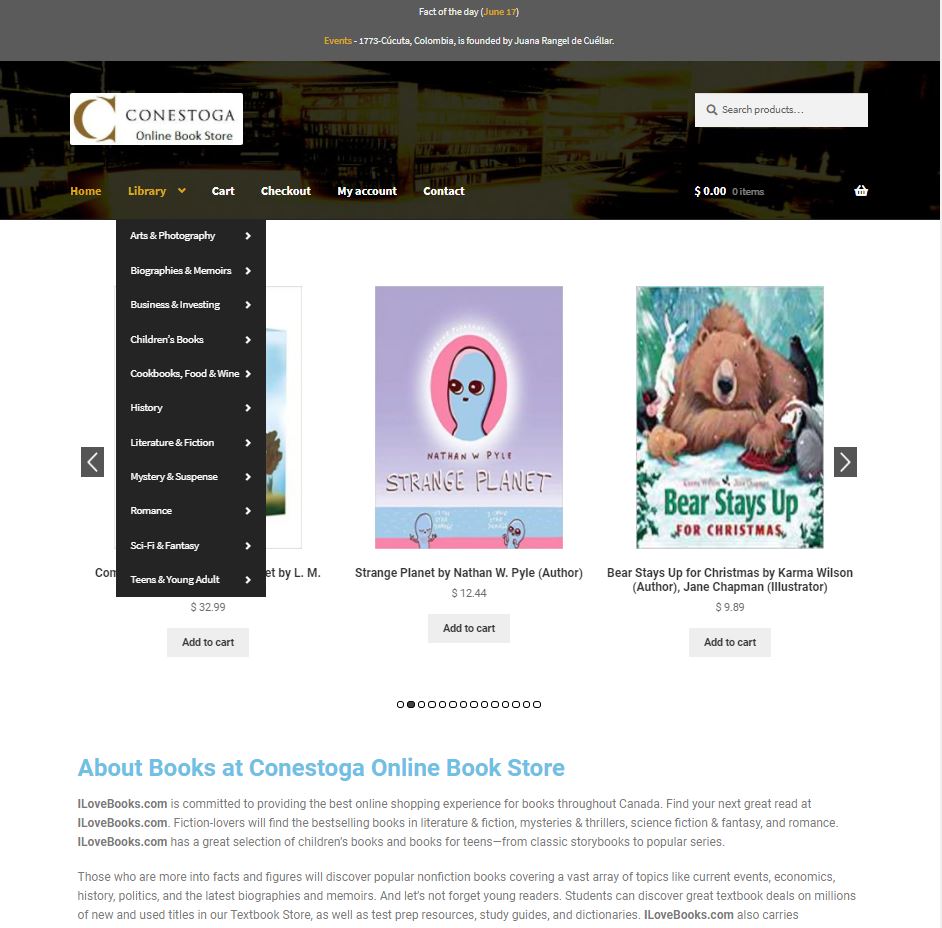 Fact of the day (June 17)
Events - 1773-Cúcuta, Colombia, is founded by Juana Rangel de Cuéllar.
CONESTOGA
Online Book Store
Search products…
Home Library Cart Checkout My account Contact
$ 0.00 0 items
Arts & Photography
Biographies & Memoirs
Business & Investing
Children's Books
Cookbooks, Food & Wine
History
Literature & Fiction
Mystery & Suspense
Romance
Sci-Fi & Fantasy
Teens & Young Adult
by L. M.
$ 32.99
Add to cart
NATHAN W PYLE
STRANGE PLANET
Strange Planet by Nathan W. Pyle (Author)
$ 12.44
Add to cart
Karma Wilson Jane Chapman
Bear Stays Up
FOR CHRISTMAS
Bear Stays Up for Christmas by Karma Wilson
(Author), Jane Chapman (Illustrator)
$ 9.89
Add to cart
About Books at Conestoga Online Book Store
ILoveBooks.com is committed to providing the best online shopping experience for books throughout Canada. Find your next great read at
ILoveBooks.com. Fiction-lovers will find the bestselling books in literature & fiction, mysteries & thrillers, science fiction & fantasy, and romance.
ILoveBooks.com has a great selection of children's books and books for teens—from classic storybooks to popular series.
Those who are more into facts and figures will discover popular nonfiction books covering a vast array of topics like current events, economics,
history, politics, and the latest biographies and memoirs. And let's not forget young readers. Students can discover great textbook deals on millions
of new and used titles in our Textbook Store, as well as test prep resources, study guides, and dictionaries. ILoveBooks.com also carries